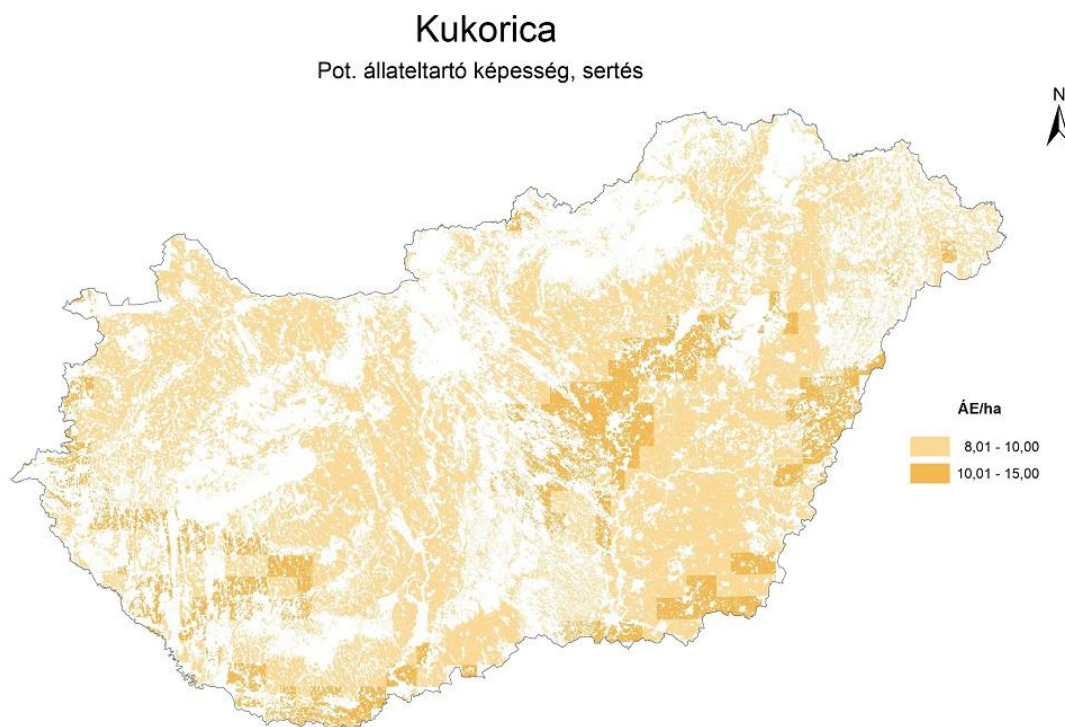 Kukorica
Pot. állateltartó képesség, sertés
N
ÁE/ha
8,01 - 10,00
10,01 - 15,00